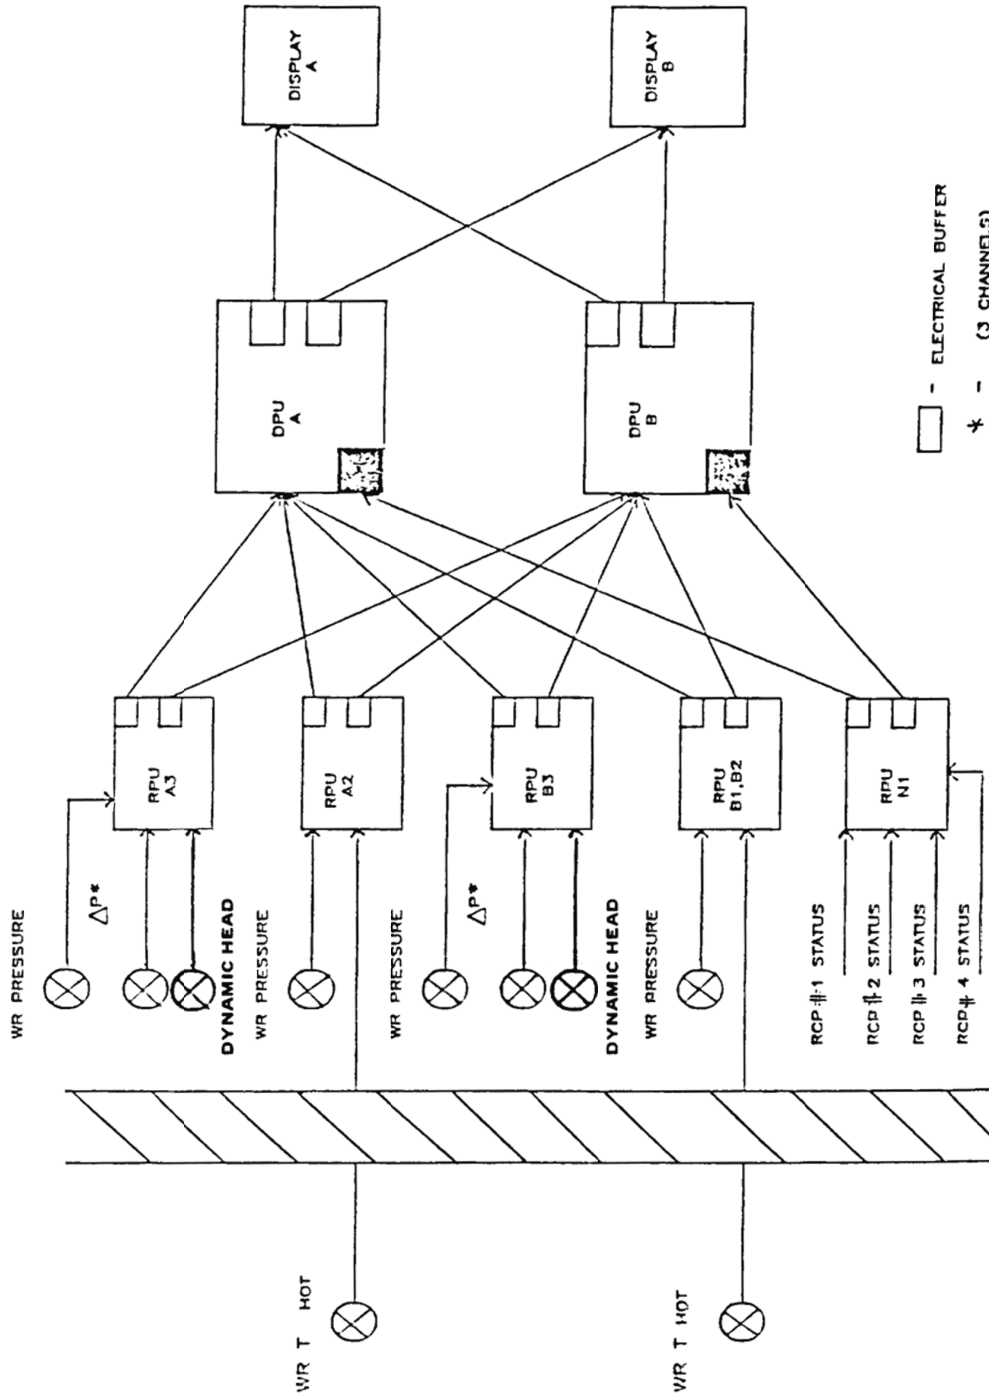 DISPLAY
A
DISPLAY
B
DPU
A
DPU
B
RPU
A3
RPU
A2
RPU
B3
RPU
B1,B2
RPU
N1
WR PRESSURE
△P*
DYNAMIC HEAD
WR PRESSURE
WR PRESSURE
△P*
DYNAMIC HEAD
WR PRESSURE
RCP # 1 STATUS
RCP # 2 STATUS
RCP # 3 STATUS
RCP # 4 STATUS
WR T HOT
WR T HOT
- ELECTRICAL BUFFER
* - (3 CHANNELS)